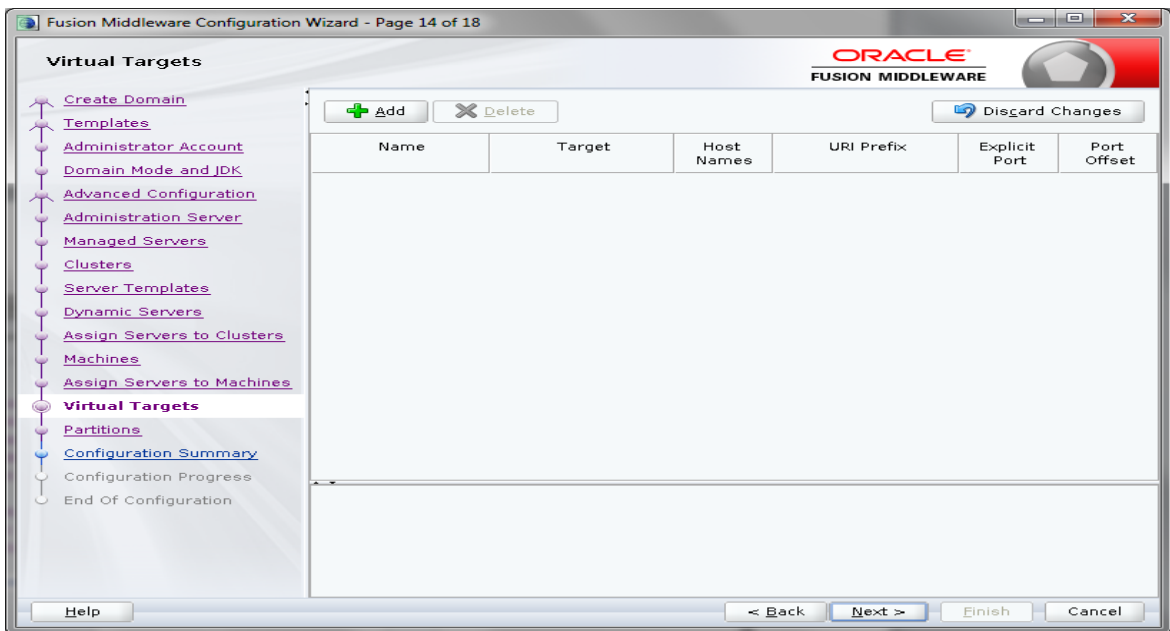 Fusion Middleware Configuration Wizard - Page 14 of 18
Virtual Targets
ORACLE
FUSION MIDDLEWARE
Create Domain
Templates
Administrator Account
Domain Mode and JDK
Advanced Configuration
Administration Server
Managed Servers
Clusters
Server Templates
Dynamic Servers
Assign Servers to Clusters
Machines
Assign Servers to Machines
Virtual Targets
Partitions
Configuration Summary
Configuration Progress
End Of Configuration
Add Delete Discard Changes
Name Target Host Names URI Prefix Explicit Port Port Offset
Help < Back Next > Finish Cancel